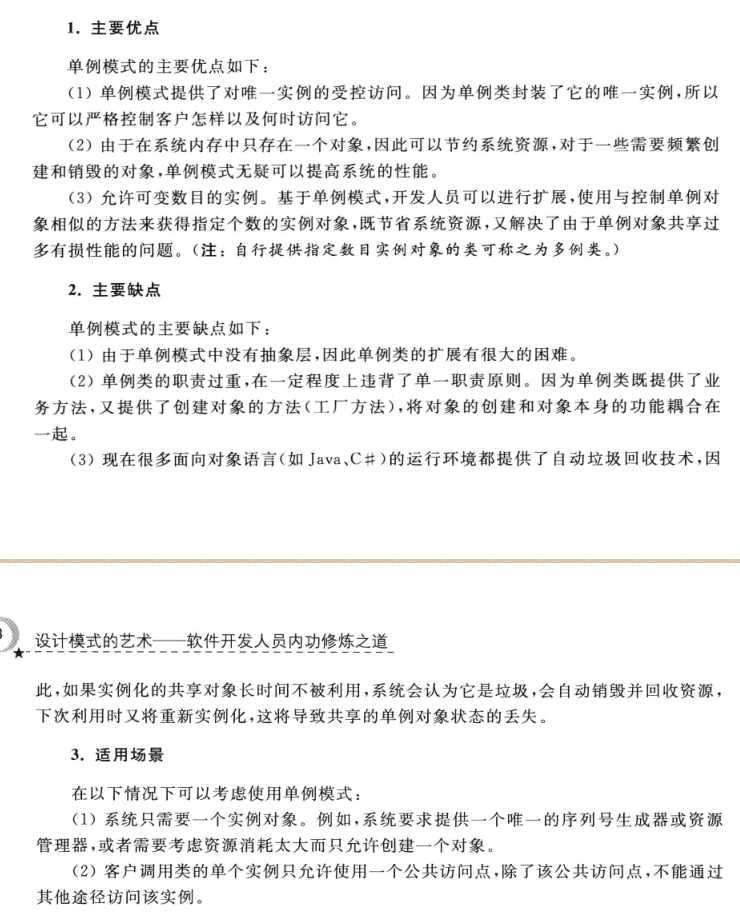 1. 主要优点
单例模式的主要优点如下：
（1）单例模式提供了对唯一实例的受控访问。因为单例类封装了它的唯一实例，所以
它可以严格控制客户怎样以及何时访问它。
（2）由于在系统内存中只存在一个对象，因此可以节约系统资源，对于一些需要频繁创
建和销毁的对象，单例模式无疑可以提高系统的性能。
（3）允许可变数目的实例。基于单例模式，开发人员可以进行扩展，使用与控制单例对
象相似的方法来获得指定个数的实例对象，既节省系统资源，又解决了由于单例对象共享过
多有损性能的问题。（注：自行提供指定数目实例对象的类可称之为多例类。）
2. 主要缺点
单例模式的主要缺点如下：
（1）由于单例模式中没有抽象层，因此单例类的扩展有很大的困难。
（2）单例类的职责过重，在一定程度上违背了单一职责原则。因为单例类既提供了业
务方法，又提供了创建对象的方法（工厂方法），将对象的创建和对象本身的功能耦合在
一起。
（3）现在很多面向对象语言（如 Java、C#）的运行环境都提供了自动垃圾回收技术，因
设计模式的艺术——软件开发人员内功修炼之道
此，如果实例化的共享对象长时间不被利用，系统会认为它是垃圾，会自动销毁并回收资源，
下次利用时又将重新实例化，这将导致共享的单例对象状态的丢失。
3. 适用场景
在以下情况下可以考虑使用单例模式：
（1）系统只需要一个实例对象。例如，系统要求提供一个唯一的序列号生成器或资源
管理器，或者需要考虑资源消耗太大而只允许创建一个对象。
（2）客户调用类的单个实例只允许使用一个公共访问点，除了该公共访问点，不能通过
其他途径访问该实例。